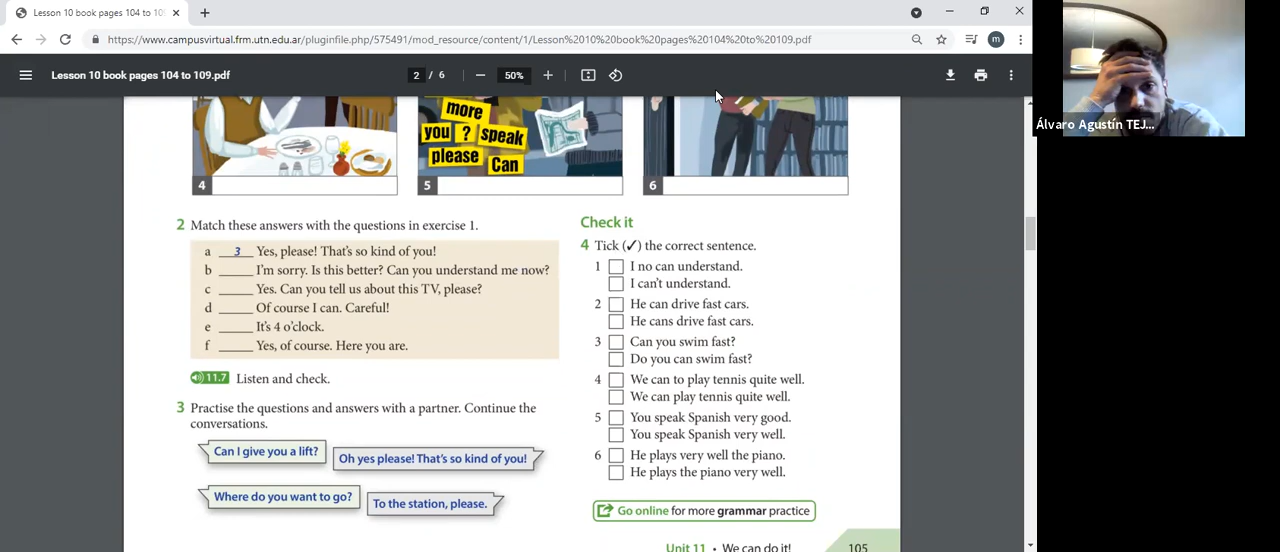 Lesson 10 book pages 104 to 10
https://www.campusvirtual.frm.utn.edu.ar/pluginfile.php/575491/mod_resource/content/1/Lesson%2010%20book%20pages%20104%20to%20109.pdf
m
Lesson 10 book pages 104 to 109.pdf
2 / 6
50%
Álvaro Agustín TEJ...
more
you ? speak
please Can
4
5
6
2 Match these answers with the questions in exercise 1.
a 3 Yes, please! That's so kind of you!
b ____ I'm sorry. Is this better? Can you understand me now?
c ____ Yes. Can you tell us about this TV, please?
d ____ Of course I can. Careful!
e ____ It's 4 o'clock.
f ____ Yes, of course. Here you are.
11.7 Listen and check.
3 Practise the questions and answers with a partner. Continue the
conversations.
Can I give you a lift?
Oh yes please! That's so kind of you!
Where do you want to go?
To the station, please.
Check it
4 Tick (✓) the correct sentence.
1 I no can understand.
I can't understand.
2 He can drive fast cars.
He cans drive fast cars.
3 Can you swim fast?
Do you can swim fast?
4 We can to play tennis quite well.
We can play tennis quite well.
5 You speak Spanish very good.
You speak Spanish very well.
6 He plays very well the piano.
He plays the piano very well.
Go online for more grammar practice
Unit 11 • We can do it!
105